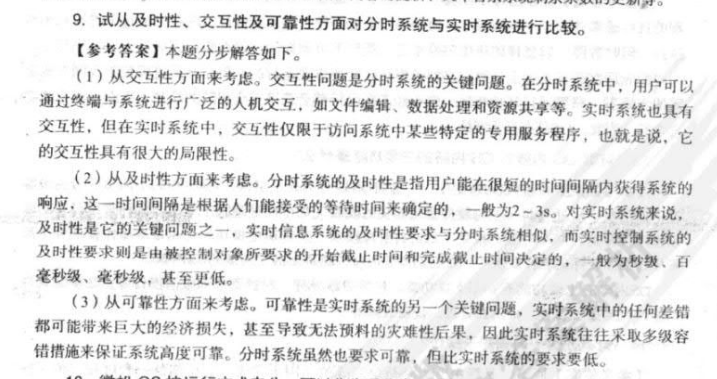 9. 试从及时性、交互性及可靠性方面对分时系统与实时系统进行比较。
【参考答案】本题分步解答如下。
（1）从交互性方面来考虑。交互性问题是分时系统的关键问题。在分时系统中，用户可以
通过终端与系统进行广泛的人机交互，如文件编辑、数据处理和资源共享等。实时系统也具有
交互性，但在实时系统中，交互性仅限于访问系统中某些特定的专用服务程序，也就是说，它
的交互性具有很大的局限性。
（2）从及时性方面来考虑。分时系统的及时性是指用户能在很短的时间间隔内获得系统的
响应，这一时间间隔是根据人们能接受的等待时间来确定的，一般为2～3s。对实时系统来说，
及时性是它的关键问题之一，实时信息系统的及时性要求与分时系统相似，而实时控制系统的
及时性要求则是由被控制对象所要求的开始截止时间和完成截止时间决定的，一般为秒级、百
毫秒级、毫秒级，甚至更低。
（3）从可靠性方面来考虑。可靠性是实时系统的另一个关键问题，实时系统中的任何差错
都可能带来巨大的经济损失，甚至导致无法预料的灾难性后果，因此实时系统往往采取多级容
错措施来保证系统高度可靠。分时系统虽然也要求可靠，但比实时系统的要求要低。